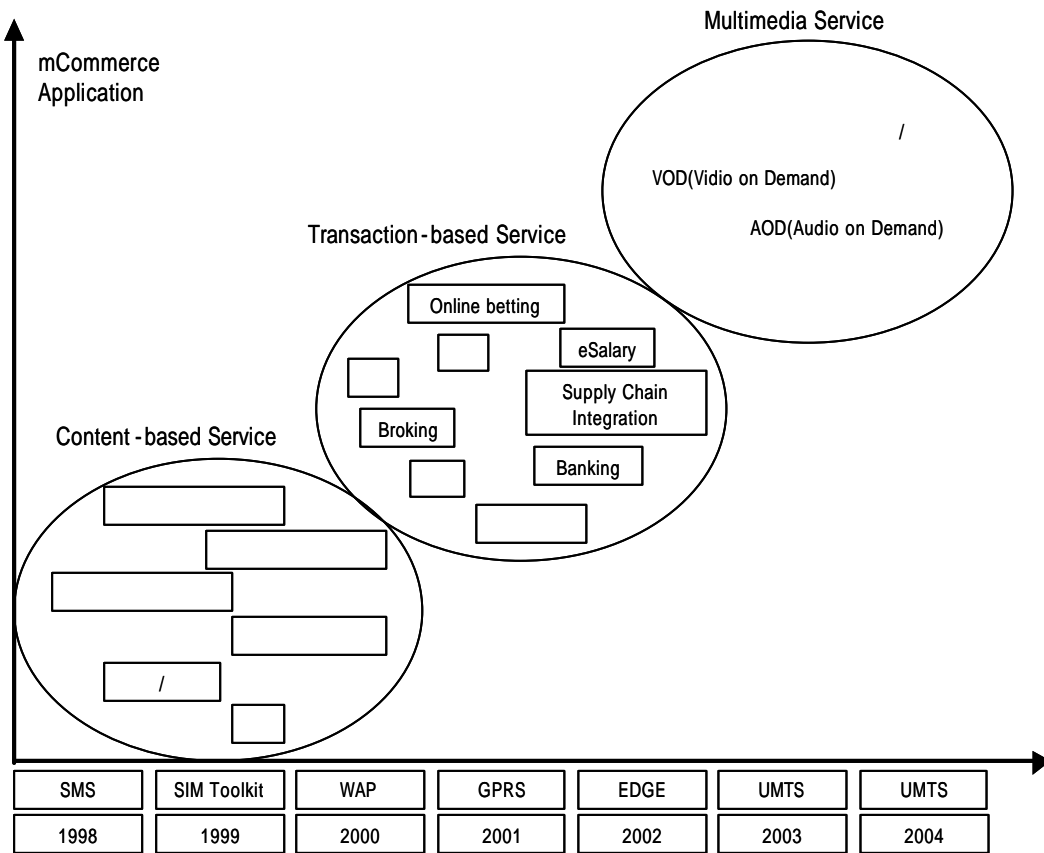 Multimedia Service
mCommerce
Application
/
VOD(Vidio on Demand)
AOD(Audio on Demand)
Transaction-based Service
Online betting
eSalary
Supply Chain
Integration
Broking
Banking
Content-based Service
/
SMS
SIM Toolkit
WAP
GPRS
EDGE
UMTS
UMTS
1998
1999
2000
2001
2002
2003
2004